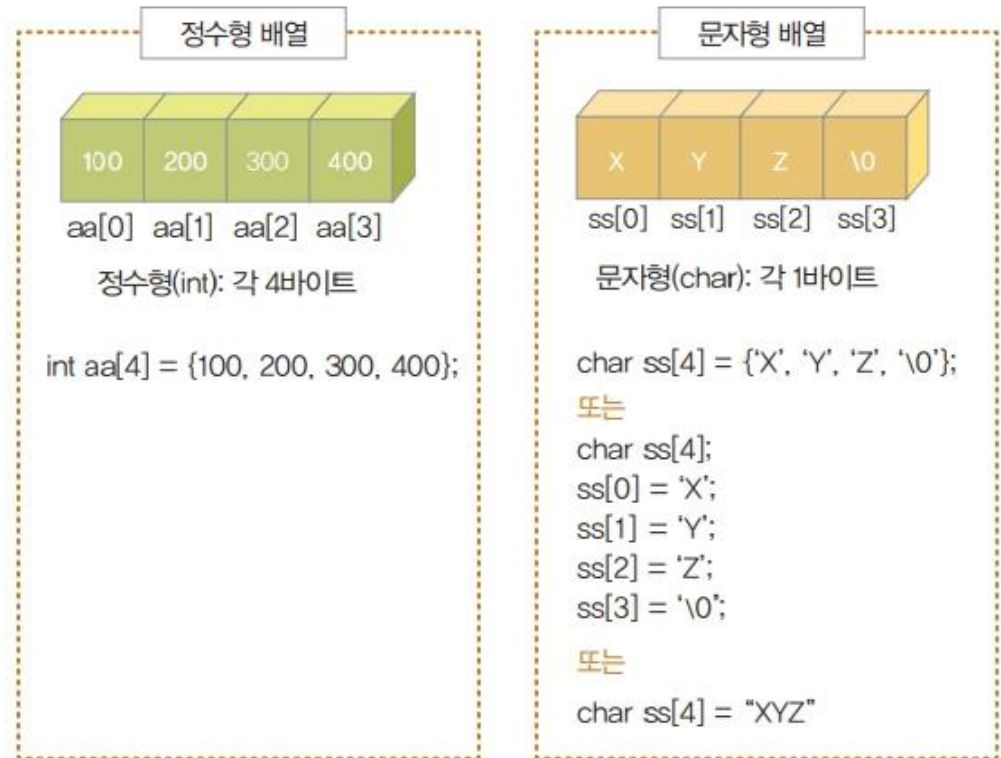 정수형 배열
100 200 300 400
aa[0] aa[1] aa[2] aa[3]
정수형(int): 각 4바이트
int aa[4] = {100, 200, 300, 400};
문자형 배열
X Y Z \0
ss[0] ss[1] ss[2] ss[3]
문자형(char): 각 1바이트
char ss[4] = {‘X’, ‘Y’, ‘Z’, ‘\0’};
또는
char ss[4];
ss[0] = ‘X’;
ss[1] = ‘Y’;
ss[2] = ‘Z’;
ss[3] = ‘\0’;
또는
char ss[4] = “XYZ”